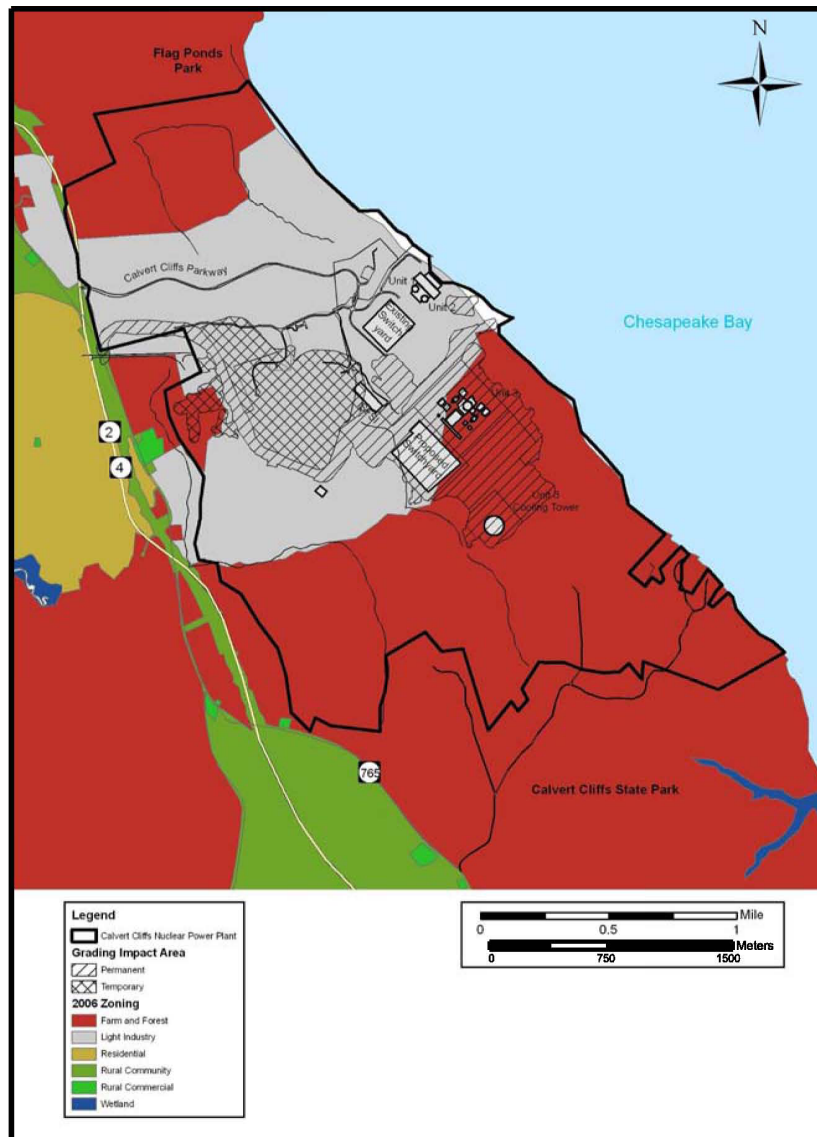 Flag Ponds
Park
N
Calvert Cliffs Parkway
Unit
Unit 2
Existing
Switch
yard
Chesapeake Bay
Unit 3
Proposed
Switchyard
2
4
Unit 3
Cooling Tower
765
Calvert Cliffs State Park
Legend
Calvert Cliffs Nuclear Power Plant
Grading Impact Area
Permanent
Temporary
2006 Zoning
Farm and Forest
Light Industry
Residential
Rural Community
Rural Commercial
Wetland
Mile
0 0.5 1
Meters
0 750 1500